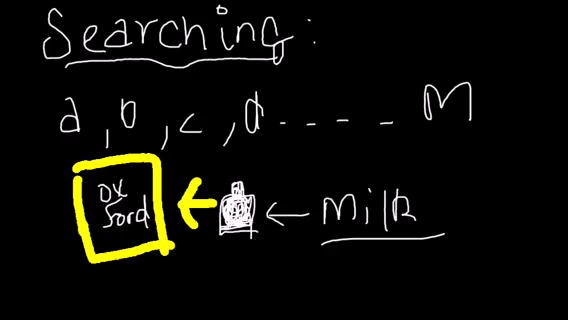 Searching:
a, b, c, d - - - - M
Ox
ford
← ← Milk